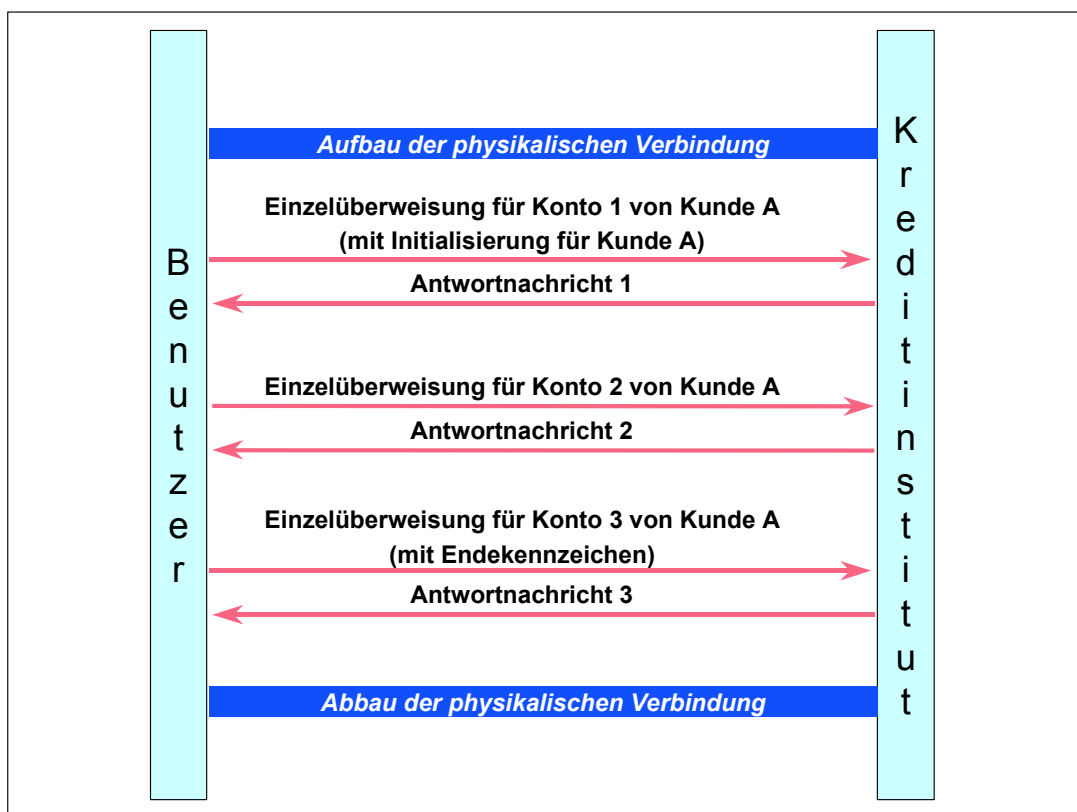 Benutzer
Kreditinstitut
Aufbau der physikalischen Verbindung
Einzelüberweisung für Konto 1 von Kunde A
(mit Initialisierung für Kunde A)
Antwortnachricht 1
Einzelüberweisung für Konto 2 von Kunde A
Antwortnachricht 2
Einzelüberweisung für Konto 3 von Kunde A
(mit Endekennzeichen)
Antwortnachricht 3
Abbau der physikalischen Verbindung